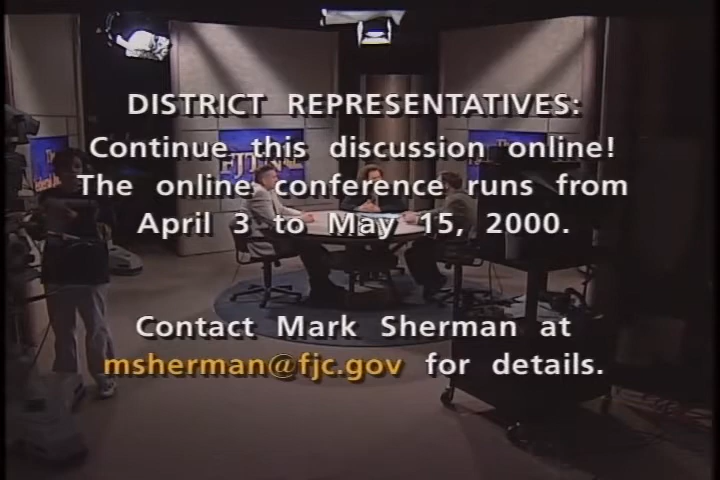 DISTRICT REPRESENTATIVES:
Continue this discussion online!
The online conference runs from
April 3 to May 15, 2000.
Contact Mark Sherman at
msherman@fjc.gov for details.